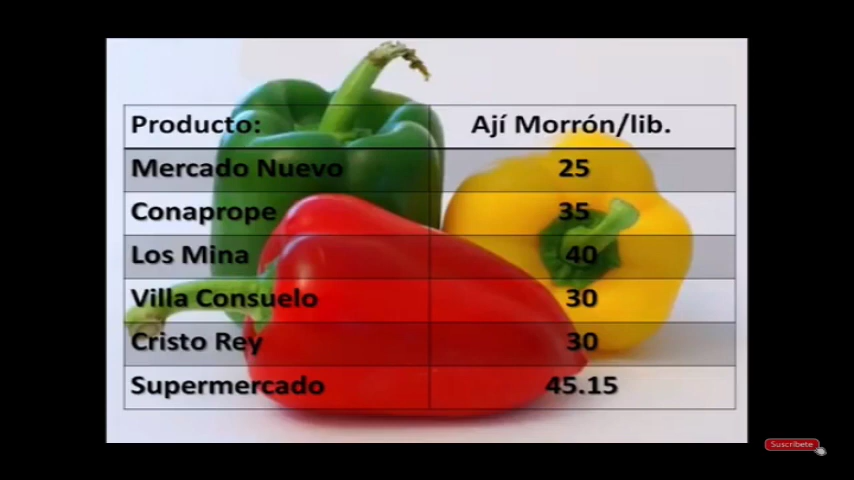 Producto: Ají Morrón/lib.
Mercado Nuevo 25
Conaprope 35
Los Mina 40
Villa Consuelo 30
Cristo Rey 30
Supermercado 45.15
Suscríbete